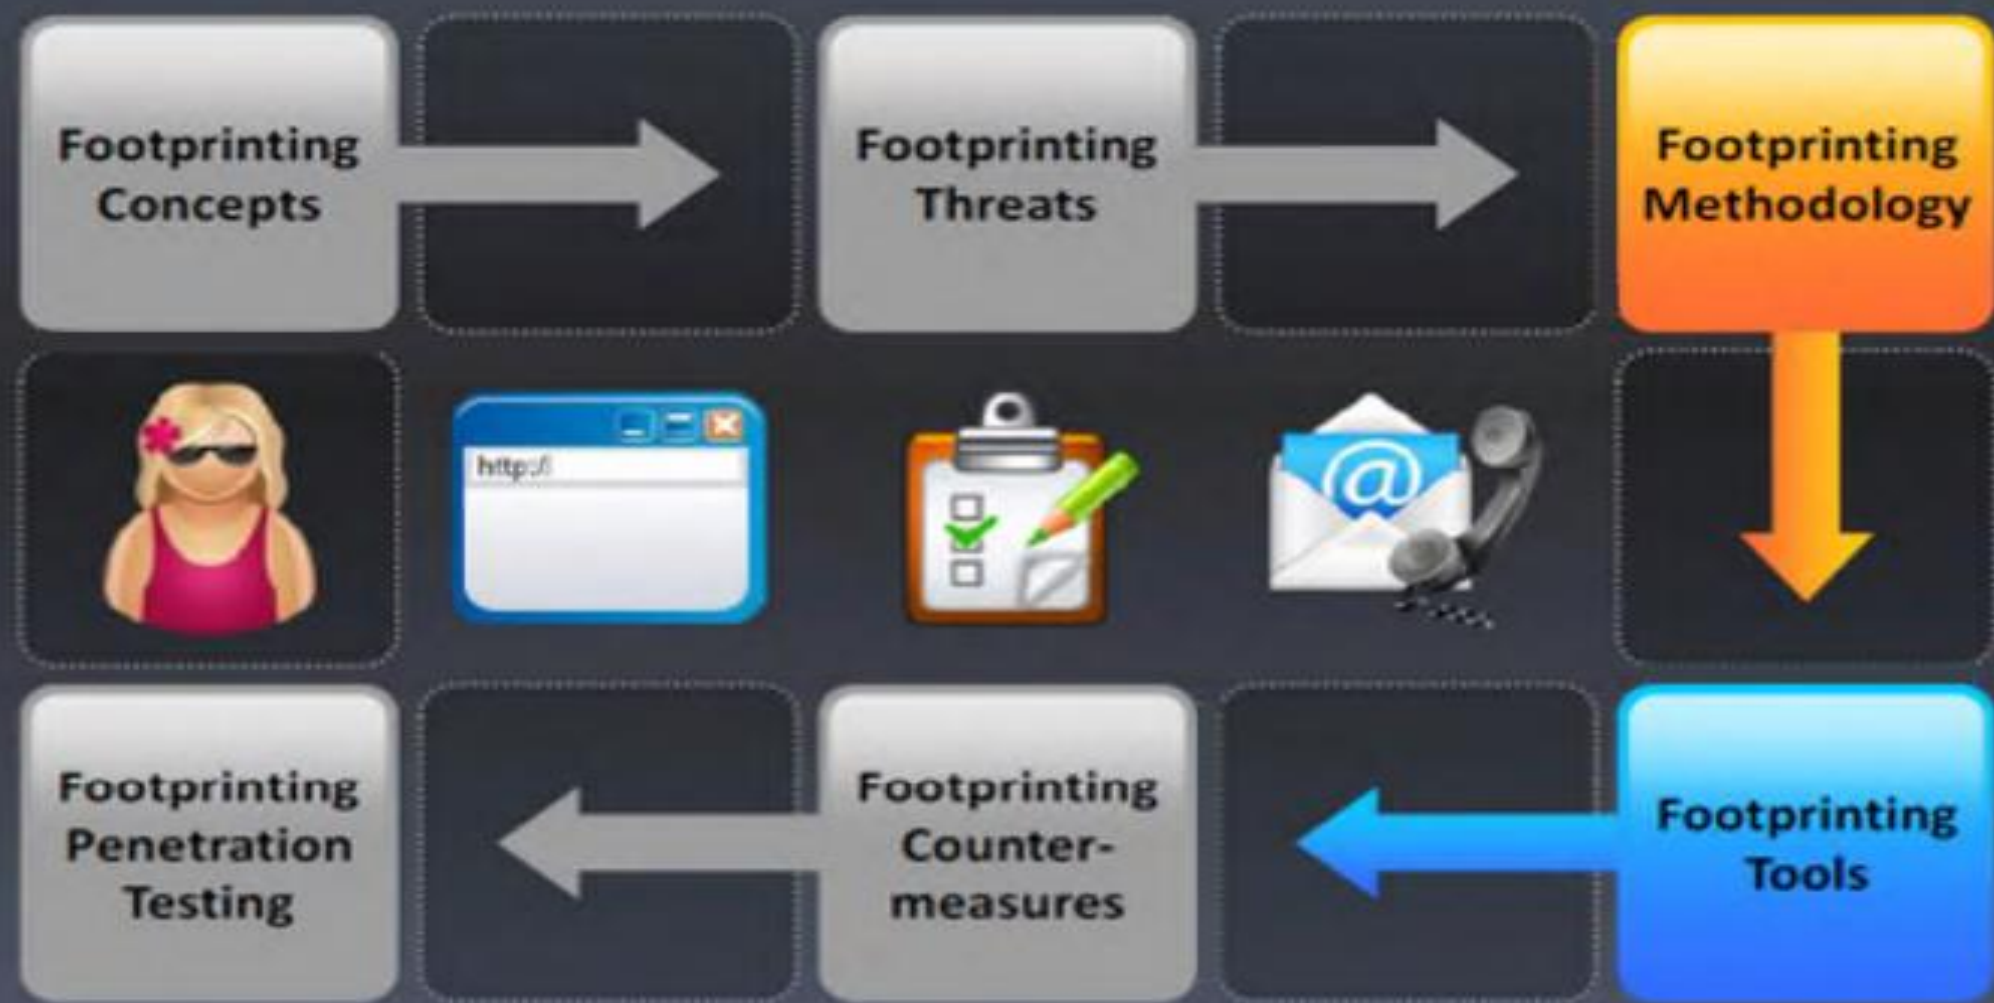 Footprinting
Concepts
Footprinting
Threats
Footprinting
Methodology
http://
@
Footprinting
Penetration
Testing
Footprinting
Counter-
measures
Footprinting
Tools